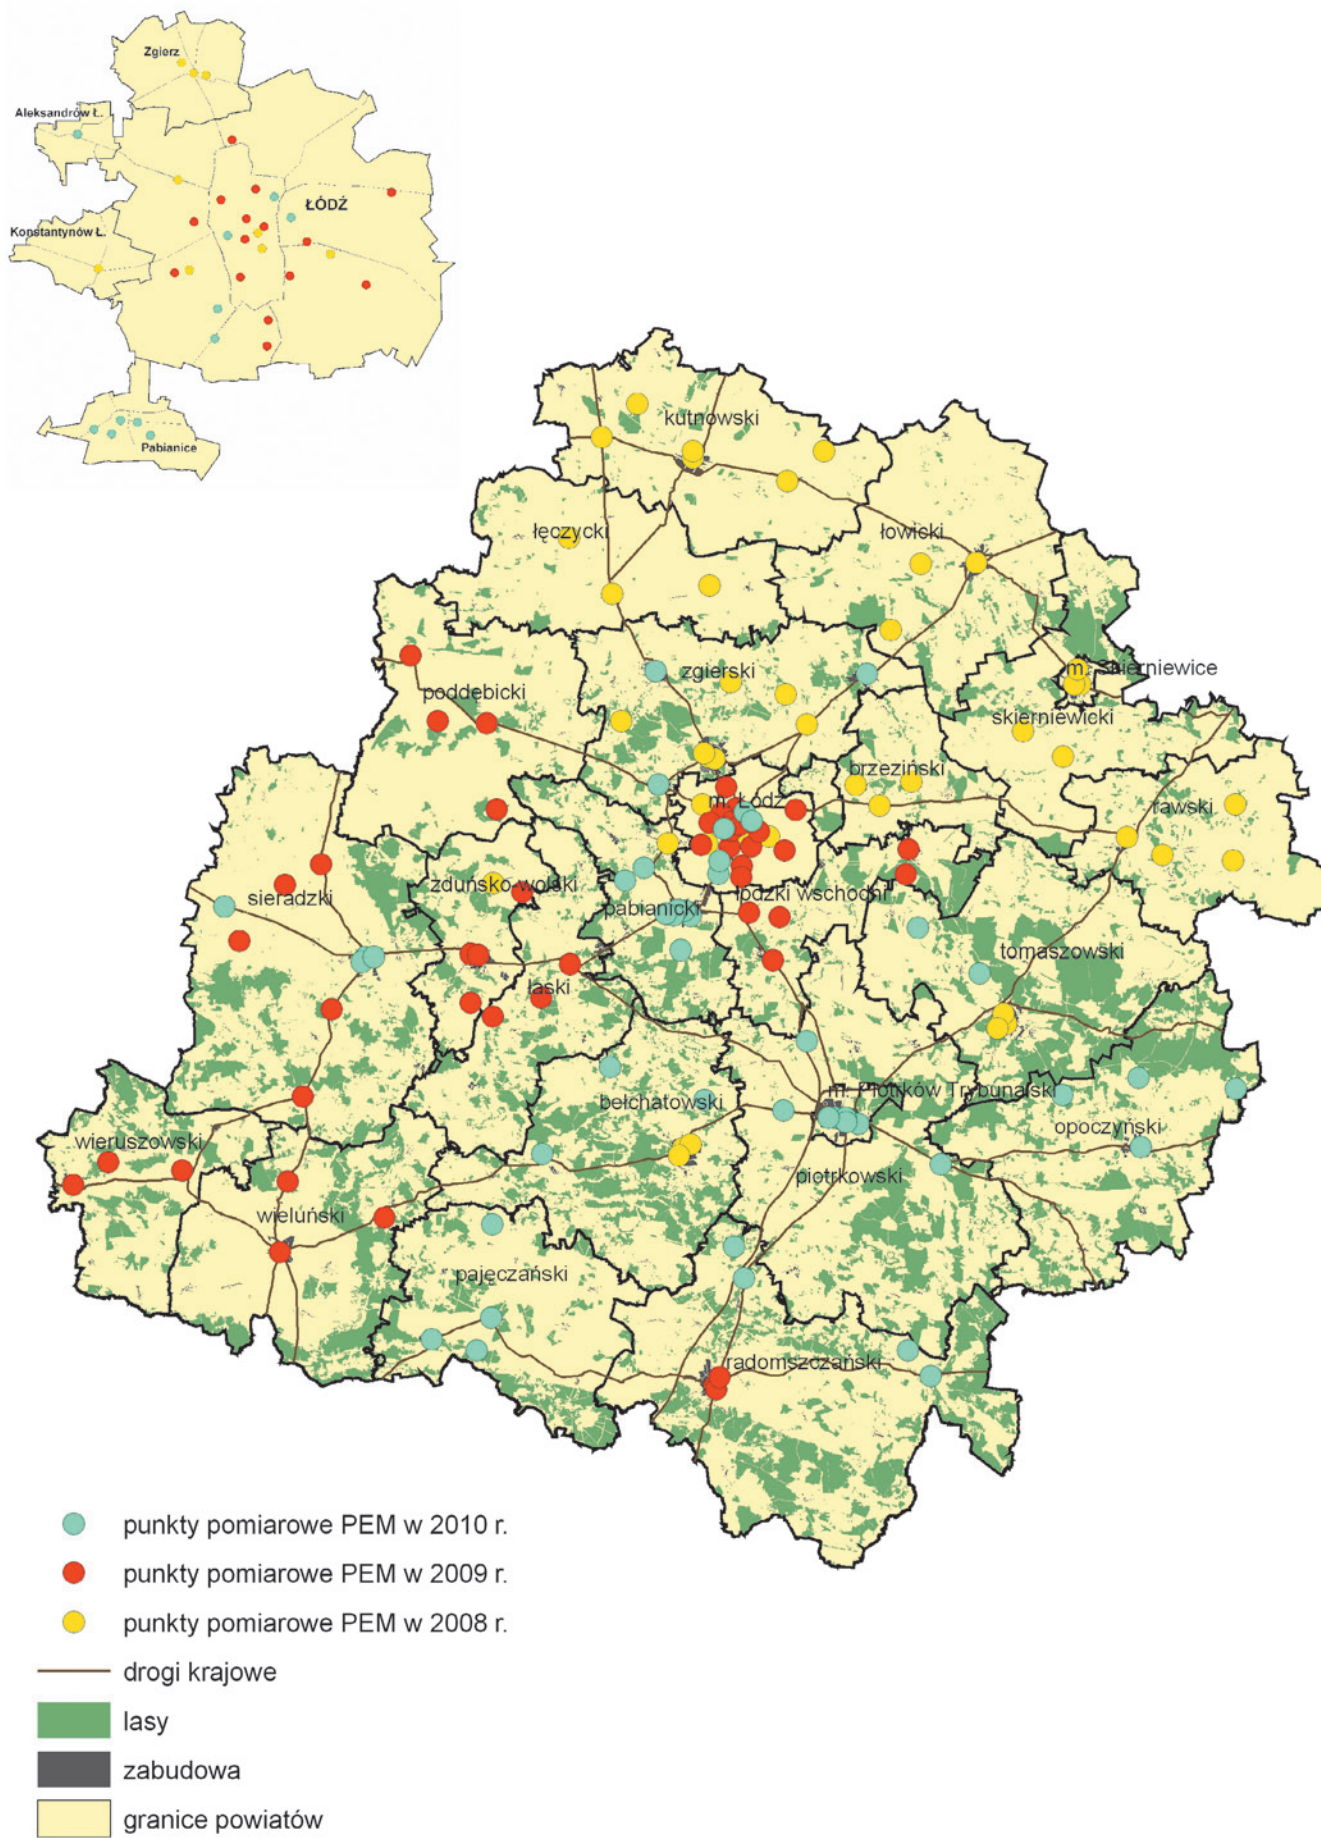 Zgierz
Aleksandrów Ł.
ŁÓDŹ
Konstantynów Ł.
Pabianice
kutnowski
łęczycki
łowicki
zgierski
m. Skierniewice
poddębicki
skierniewicki
brzeziński
m. Łódź
rawski
zduńsko-wolski
sieradzki
łódzki wschodni
pabianicki
tomaszowski
łaski
m. Piotrków Trybunalski
bełchatowski
opoczyński
wieruszowski
piotrkowski
wieluński
pajęczański
radomszczański
punkty pomiarowe PEM w 2010 r.
punkty pomiarowe PEM w 2009 r.
punkty pomiarowe PEM w 2008 r.
drogi krajowe
lasy
zabudowa
granice powiatów